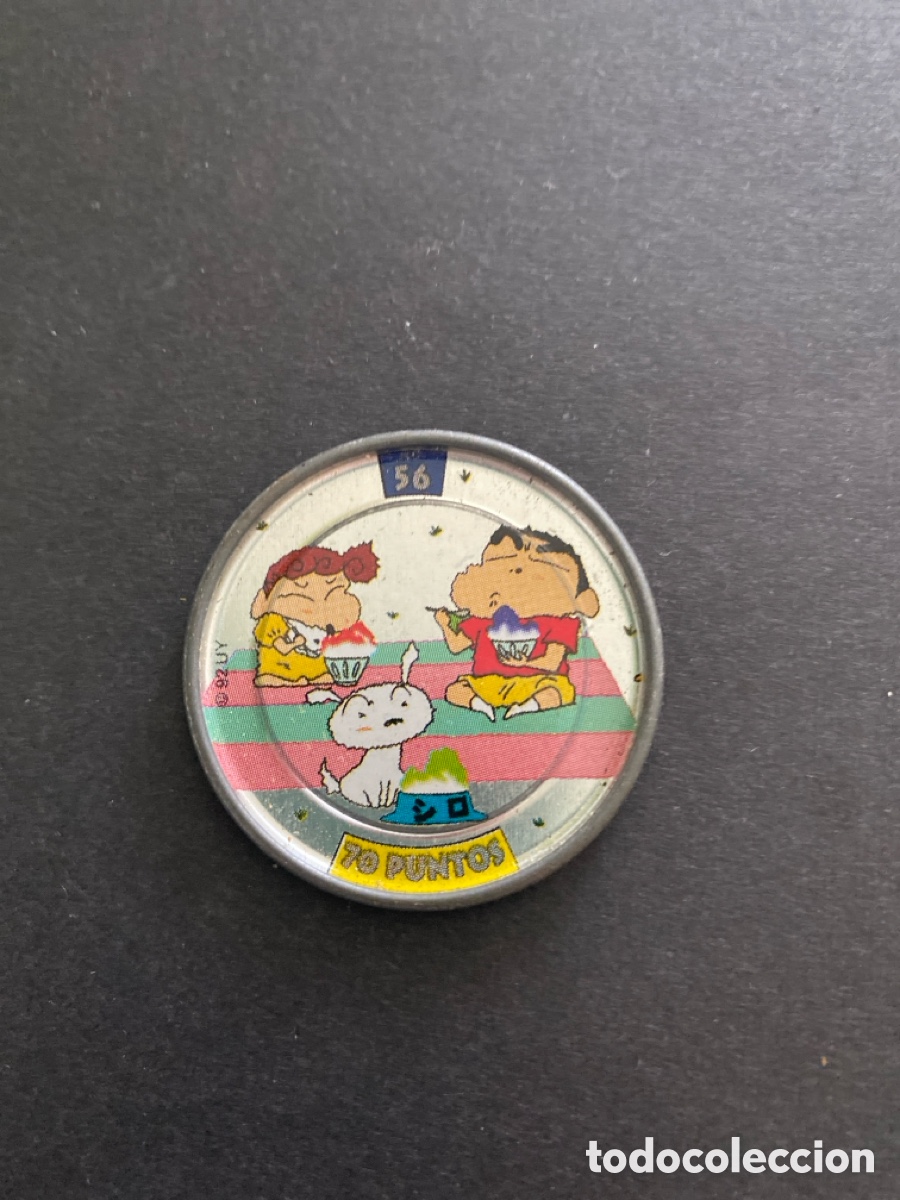 56
© 92 UY
シロ
70 PUNTOS
todocoleccion